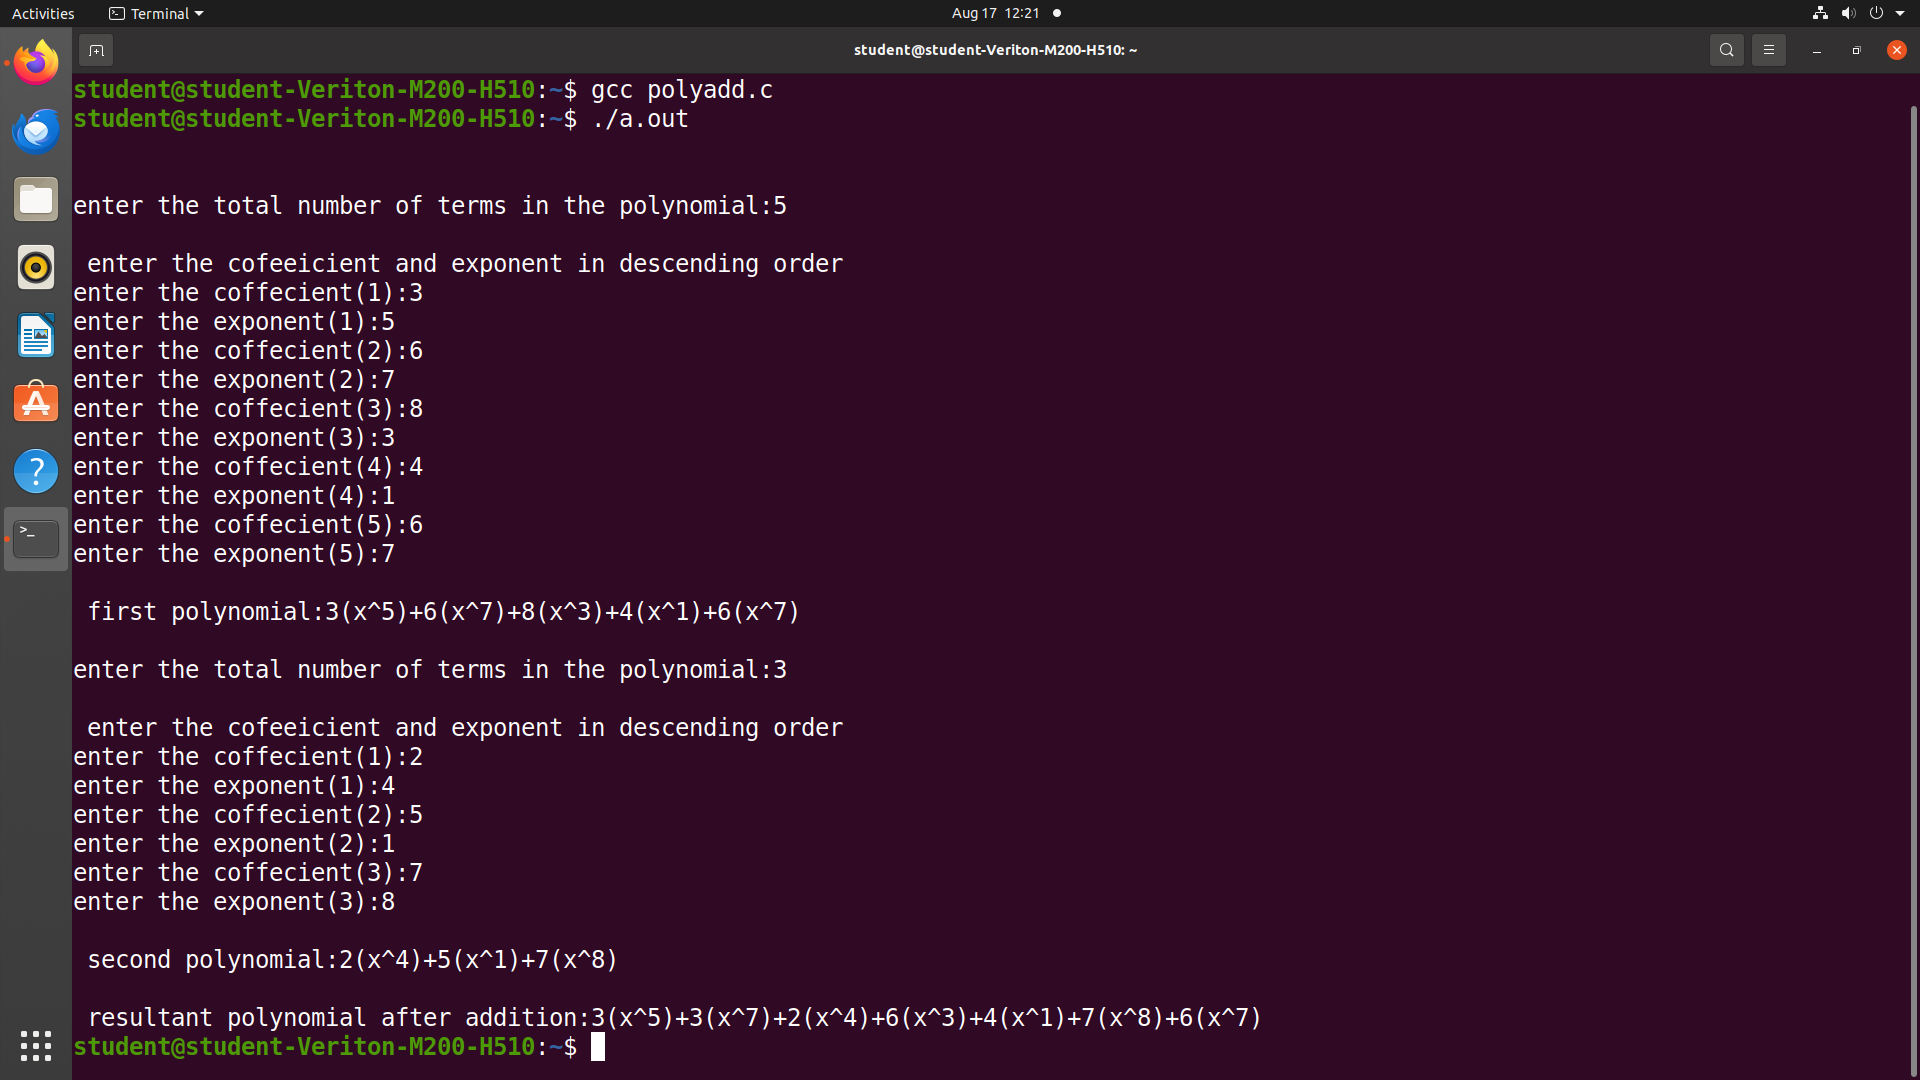 Activities
Terminal
Aug 17 12:21
student@student-Veriton-M200-H510: ~
student@student-Veriton-M200-H510:~$ gcc polyadd.c
student@student-Veriton-M200-H510:~$ ./a.out
enter the total number of terms in the polynomial:5
enter the cofeeicient and exponent in descending order
enter the coffecient(1):3
enter the exponent(1):5
enter the coffecient(2):6
enter the exponent(2):7
enter the coffecient(3):8
enter the exponent(3):3
enter the coffecient(4):4
enter the exponent(4):1
enter the coffecient(5):6
enter the exponent(5):7
first polynomial:3(x^5)+6(x^7)+8(x^3)+4(x^1)+6(x^7)
enter the total number of terms in the polynomial:3
enter the cofeeicient and exponent in descending order
enter the coffecient(1):2
enter the exponent(1):4
enter the coffecient(2):5
enter the exponent(2):1
enter the coffecient(3):7
enter the exponent(3):8
second polynomial:2(x^4)+5(x^1)+7(x^8)
resultant polynomial after addition:3(x^5)+3(x^7)+2(x^4)+6(x^3)+4(x^1)+7(x^8)+6(x^7)
student@student-Veriton-M200-H510:~$